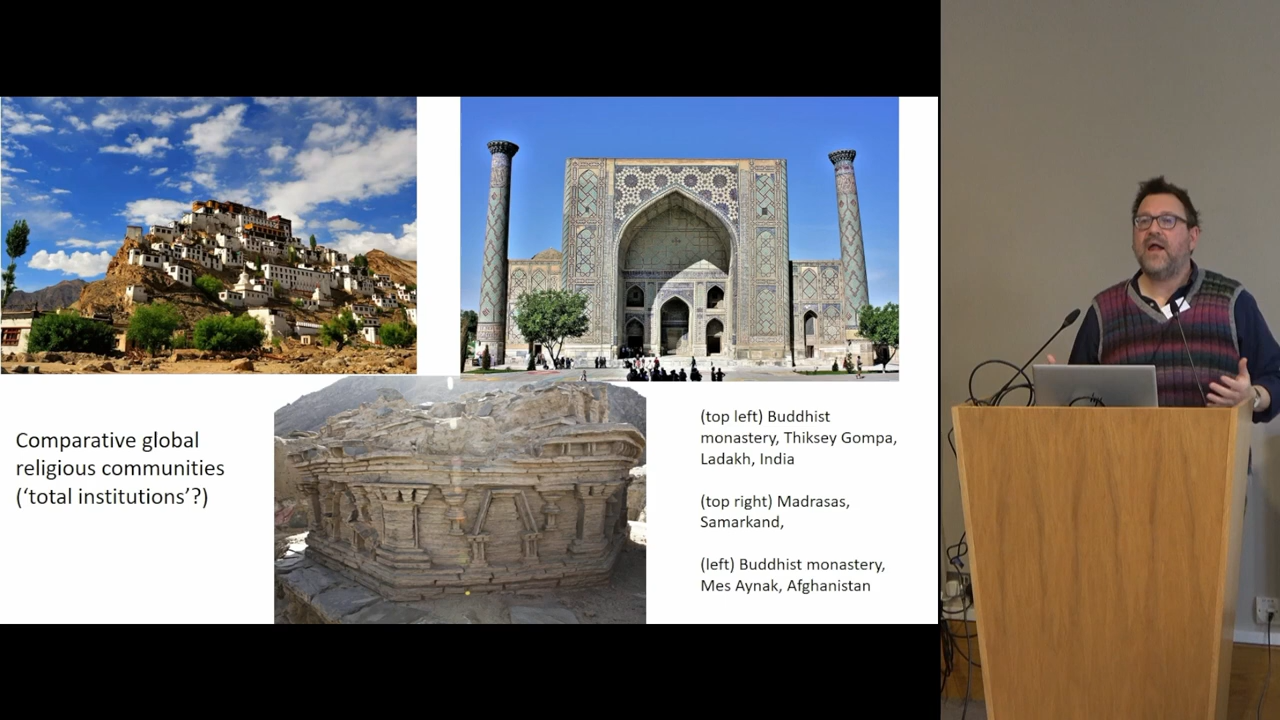 Comparative global
religious communities
(‘total institutions’?)
(top left) Buddhist
monastery, Thiksey Gompa,
Ladakh, India
(top right) Madrasas,
Samarkand,
(left) Buddhist monastery,
Mes Aynak, Afghanistan